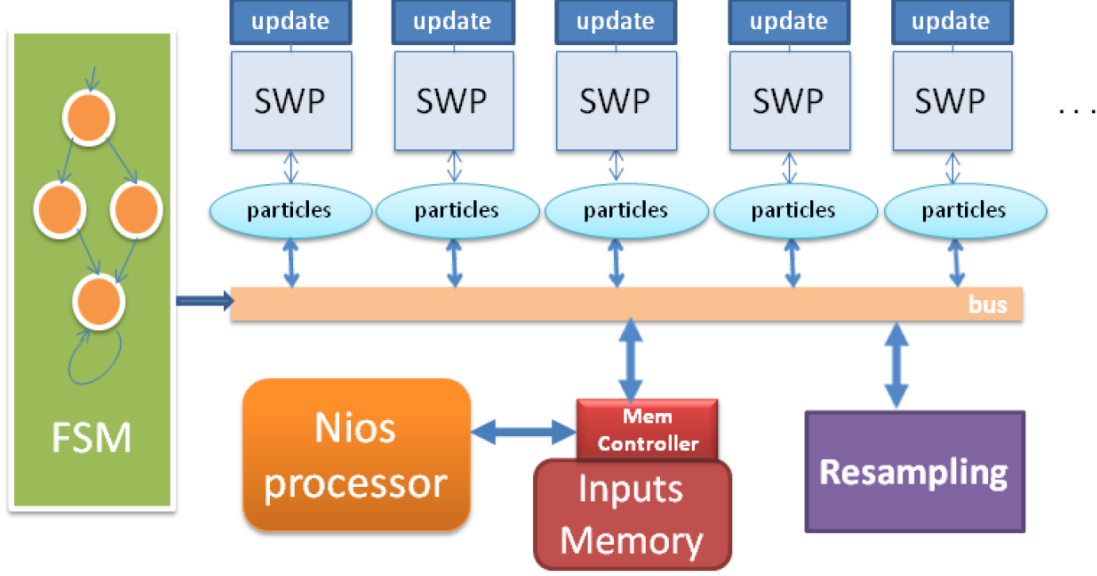 update update update update update
SWP SWP SWP SWP SWP
. . .
particles particles particles particles particles
bus
FSM
Nios
processor
Mem
Controller
Inputs
Memory
Resampling